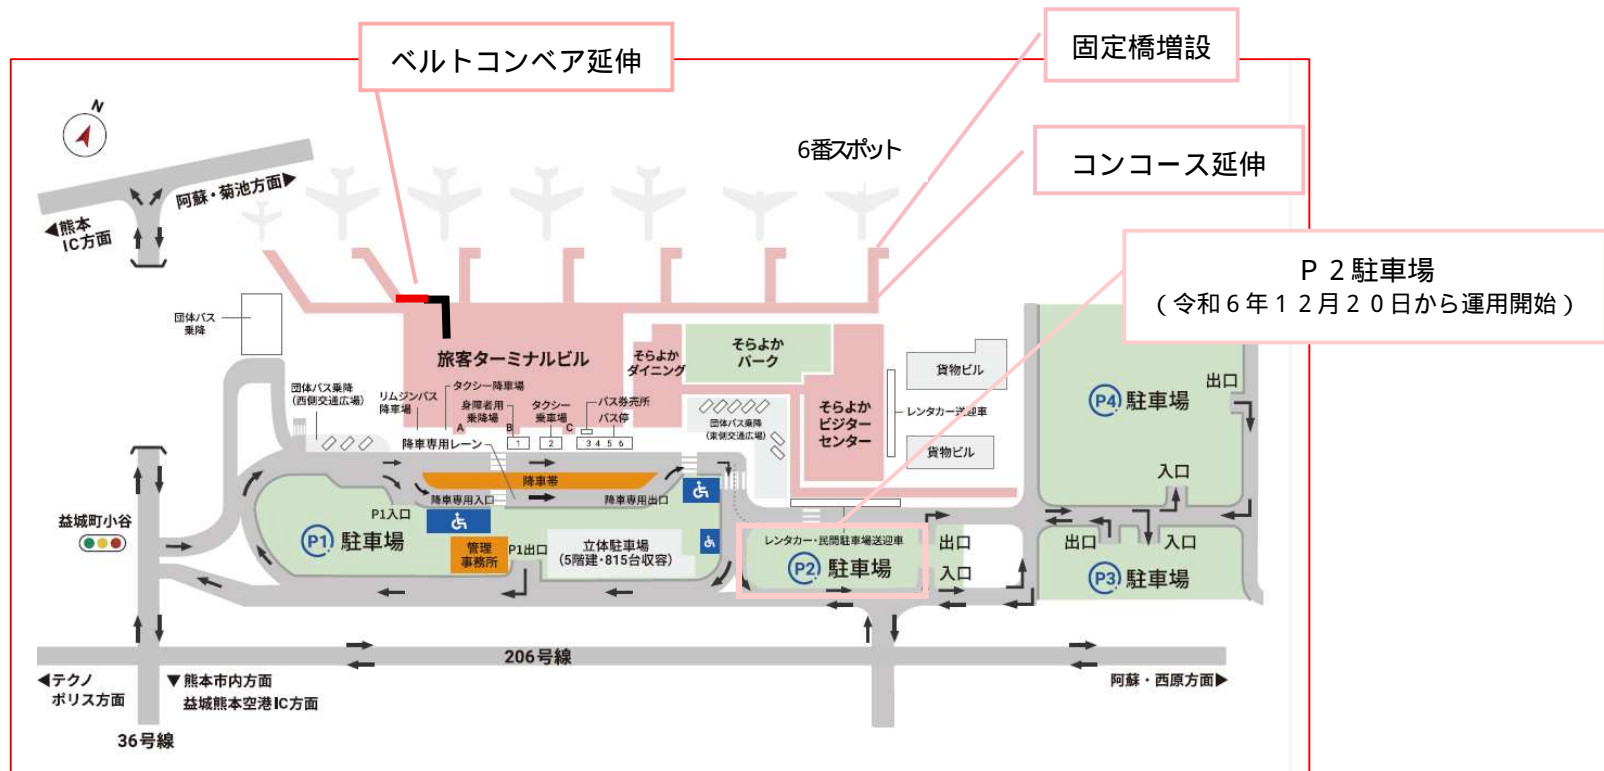 ベルトコンベア延伸
固定橋増設
N
6番スポット
コンコース延伸
阿蘇・菊池方面▶
◀熊本
IC方面
P2駐車場
(令和6年12月20日から運用開始)
団体バス
乗降
旅客ターミナルビル
そらよか
ダイニング
そらよか
パーク
貨物ビル
出口
P4 駐車場
団体バス乗降
(西側交通広場)
リムジンバス
降車場
タクシー降車場
身障者用
乗降場
タクシー
乗車場
バス券売所
バス停
A
B
C
1
2
3 4 5 6
降車専用レーン
団体バス乗降
(東側交通広場)
そらよか
ビジター
センター
レンタカー送迎車
貨物ビル
入口
降車帯
降車専用入口
降車専用出口
P1入口
益城町小谷
P1 駐車場
管理
事務所
P1出口
立体駐車場
(5階建・815台収容)
レンタカー・民間駐車場送迎車
P2 駐車場
出口
入口
出口
入口
P3 駐車場
206号線
◀テクノ
ポリス方面
▼熊本市内方面
益城熊本空港IC方面
阿蘇・西原方面▶
36号線